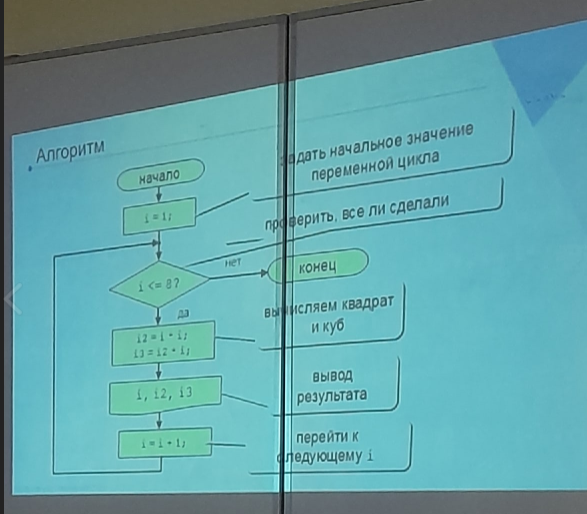 Алгоритм
начало
задать начальное значение
переменной цикла
i = 1;
проверить, все ли сделали
нет
конец
i <= 8?
да
вычисляем квадрат
и куб
i2 = i * i;
i3 = i2 * i;
вывод
результата
i, i2, i3
перейти к
следующему i
i = i + 1;